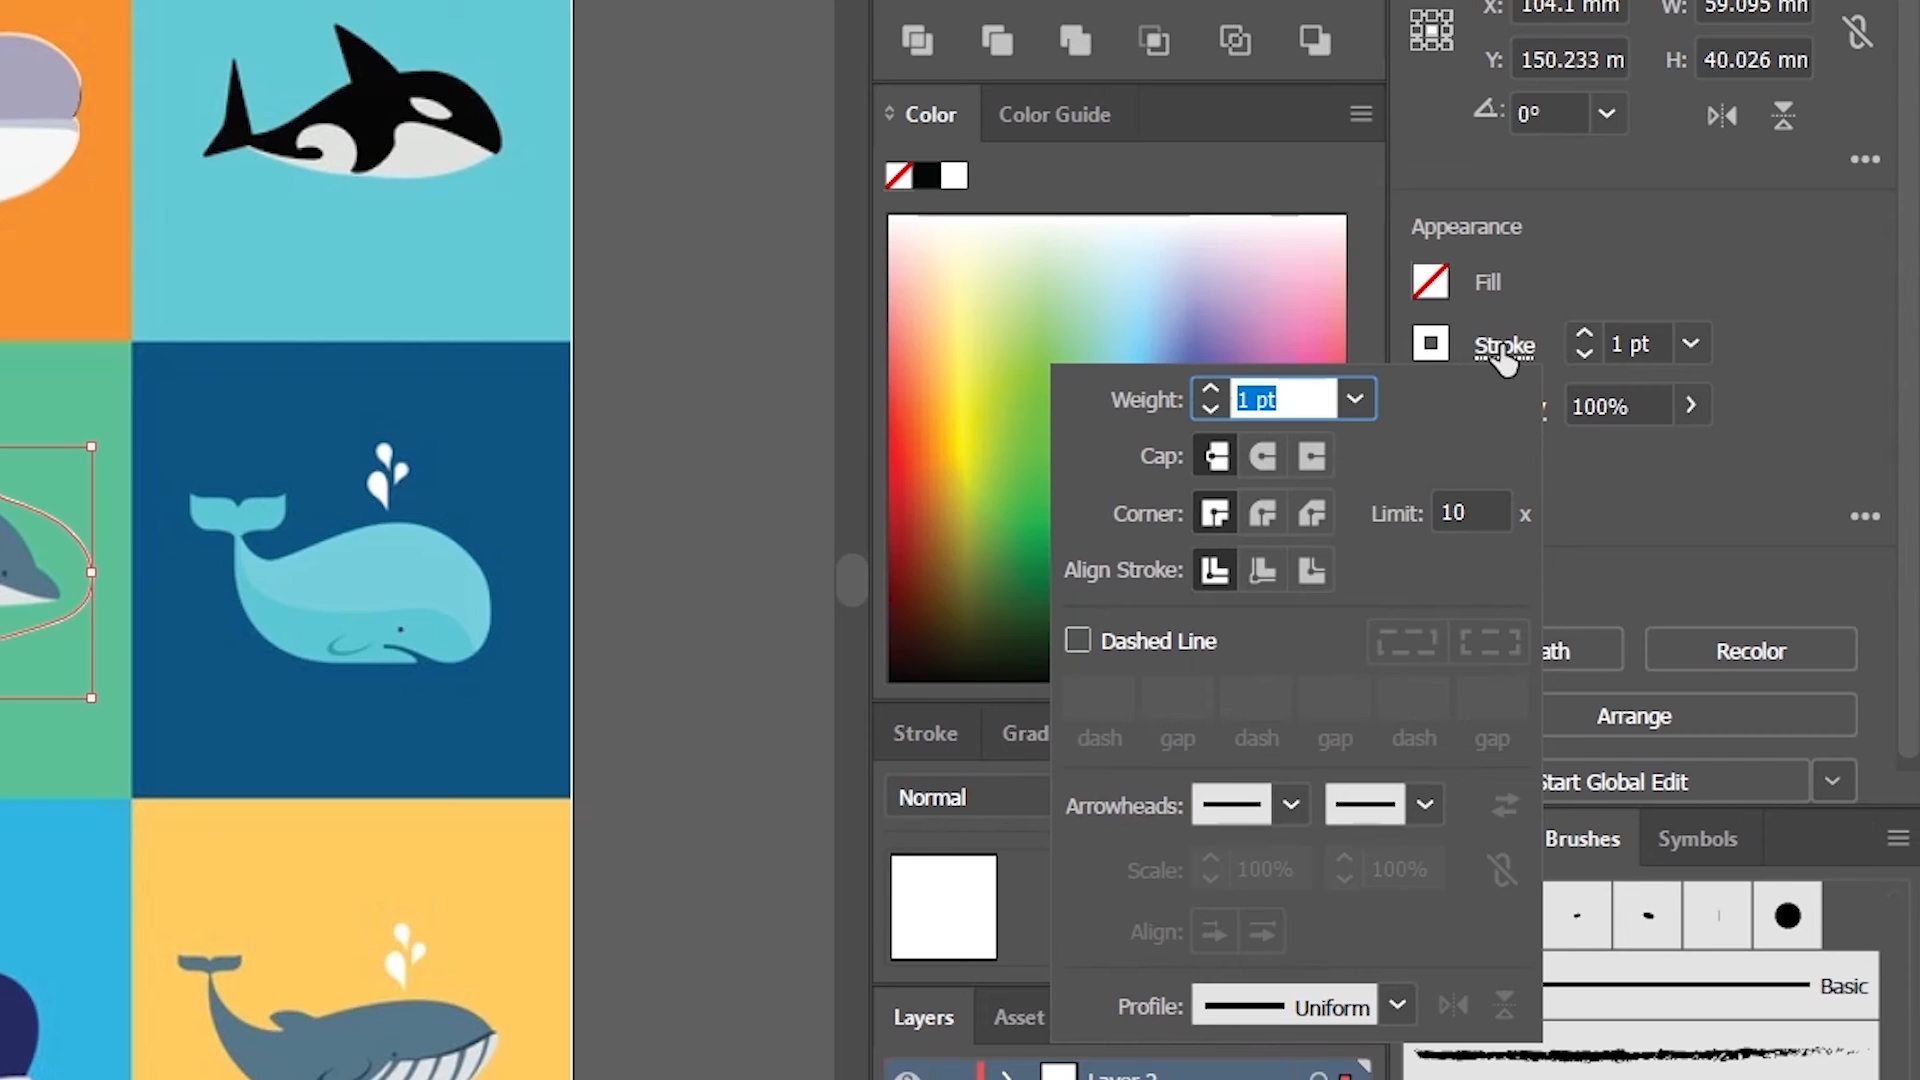 X: 104.1 mm W: 59.095 mm
Y: 150.233 m H: 40.026 mn
0°
Color Color Guide
Appearance
Fill
Stroke 1 pt
100%
Weight: 1 pt
Cap:
Corner: Limit: 10 x
Align Stroke:
Dashed Line
dash gap dash gap dash gap
Arrowheads:
Scale: 100% 100%
Align:
Profile: Uniform
ath Recolor
Arrange
Start Global Edit
Stroke Grad
Normal
Brushes Symbols
Basic
Layers Asset